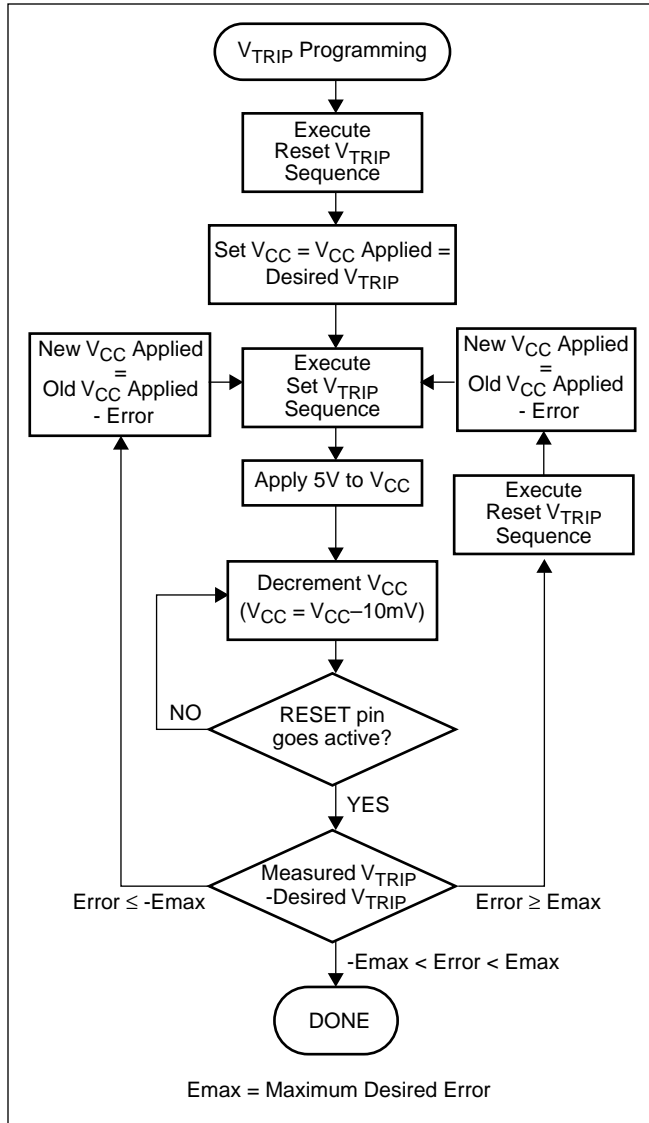 V_TRIP Programming
Execute
Reset V_TRIP
Sequence
Set V_CC = V_CC Applied =
Desired V_TRIP
New V_CC Applied
=
Old V_CC Applied
- Error
Execute
Set V_TRIP
Sequence
New V_CC Applied
=
Old V_CC Applied
- Error
Apply 5V to V_CC
Execute
Reset V_TRIP
Sequence
Decrement V_CC
(V_CC = V_CC–10mV)
NO
RESET pin
goes active?
YES
Measured V_TRIP
-Desired V_TRIP
Error ≤ -Emax
Error ≥ Emax
-Emax < Error < Emax
DONE
Emax = Maximum Desired Error